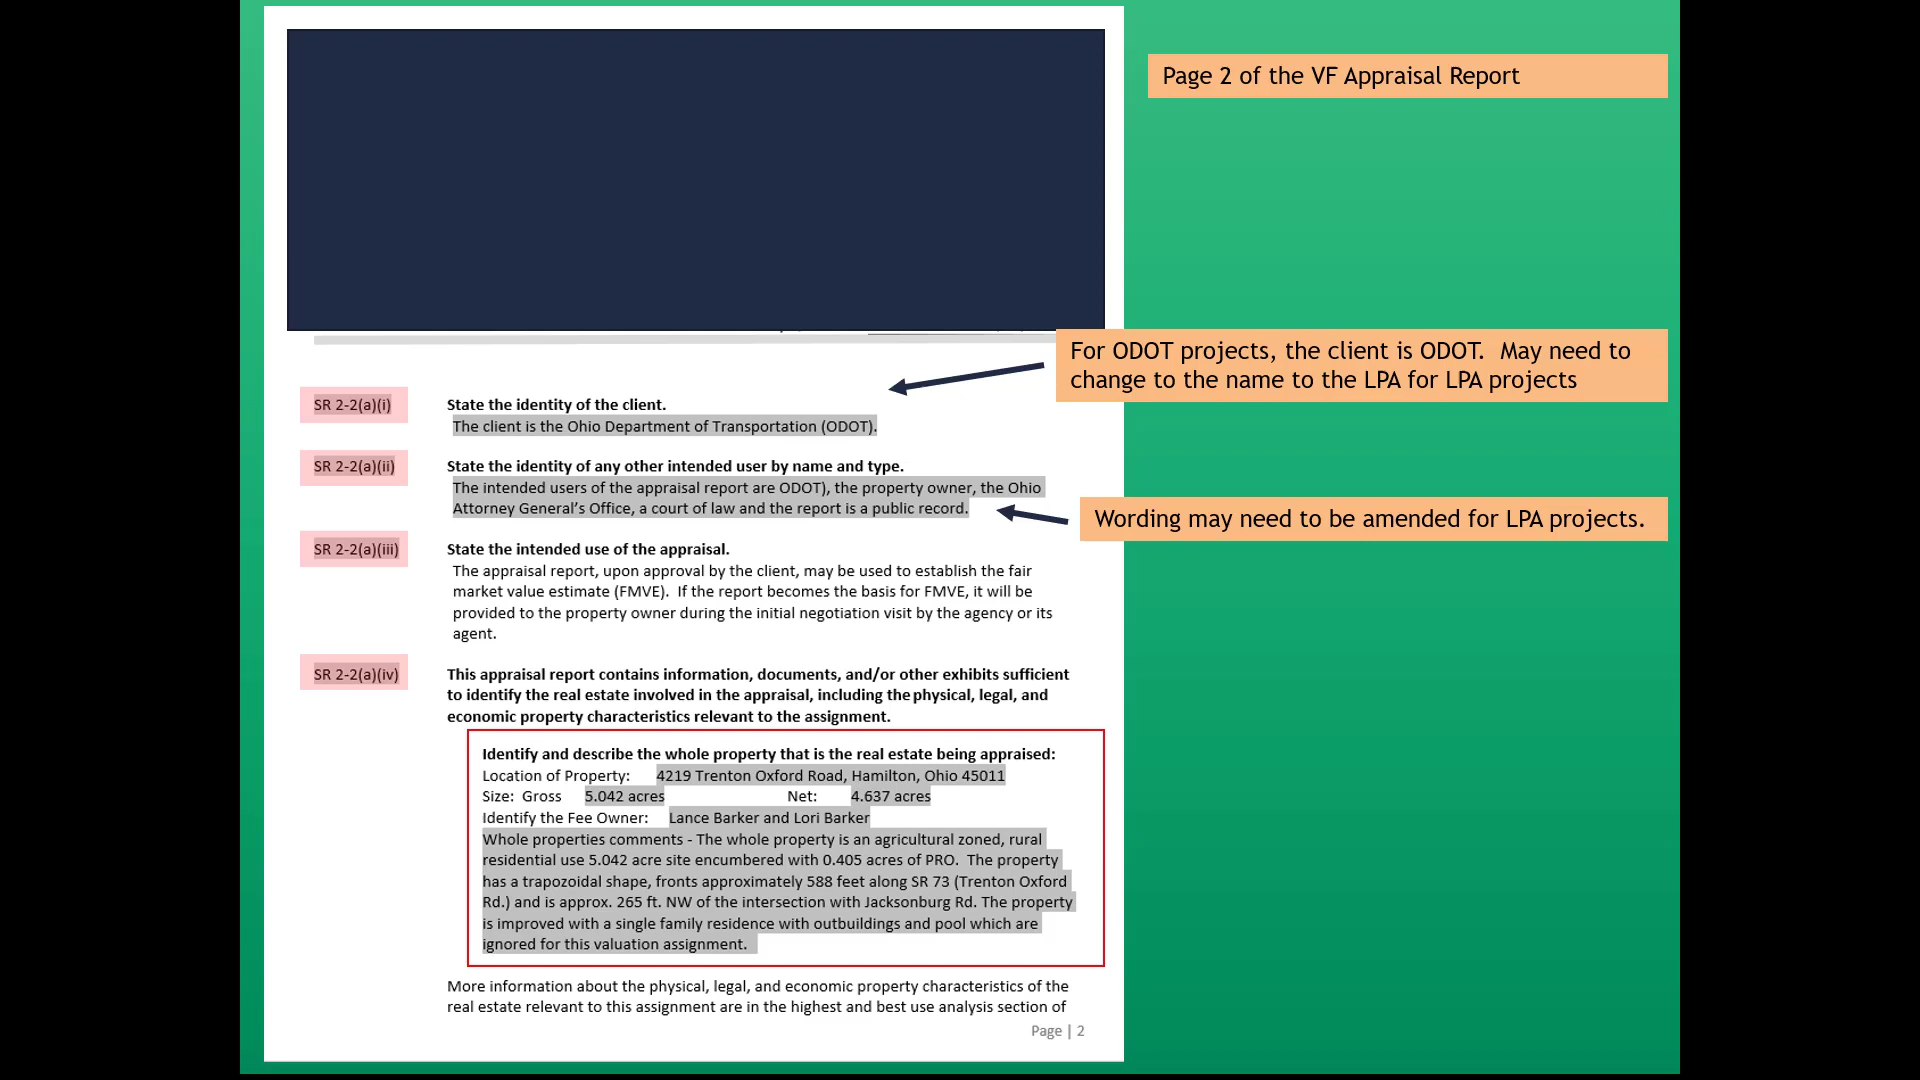 Page 2 of the VF Appraisal Report
For ODOT projects, the client is ODOT.  May need to
change to the name to the LPA for LPA projects
SR 2-2(a)(i)
State the identity of the client.
The client is the Ohio Department of Transportation (ODOT).
SR 2-2(a)(ii)
State the identity of any other intended user by name and type.
The intended users of the appraisal report are ODOT), the property owner, the Ohio
Attorney General’s Office, a court of law and the report is a public record.
Wording may need to be amended for LPA projects.
SR 2-2(a)(iii)
State the intended use of the appraisal.
The appraisal report, upon approval by the client, may be used to establish the fair
market value estimate (FMVE).  If the report becomes the basis for FMVE, it will be
provided to the property owner during the initial negotiation visit by the agency or its
agent.
SR 2-2(a)(iv)
This appraisal report contains information, documents, and/or other exhibits sufficient
to identify the real estate involved in the appraisal, including the physical, legal, and
economic property characteristics relevant to the assignment.
Identify and describe the whole property that is the real estate being appraised:
Location of Property: 4219 Trenton Oxford Road, Hamilton, Ohio 45011
Size:  Gross 5.042 acres Net: 4.637 acres
Identify the Fee Owner: Lance Barker and Lori Barker
Whole properties comments - The whole property is an agricultural zoned, rural
residential use 5.042 acre site encumbered with 0.405 acres of PRO.  The property
has a trapozoidal shape, fronts approximately 588 feet along SR 73 (Trenton Oxford
Rd.) and is approx. 265 ft. NW of the intersection with Jacksonburg Rd. The property
is improved with a single family residence with outbuildings and pool which are
ignored for this valuation assignment.
More information about the physical, legal, and economic property characteristics of the
real estate relevant to this assignment are in the highest and best use analysis section of
Page | 2